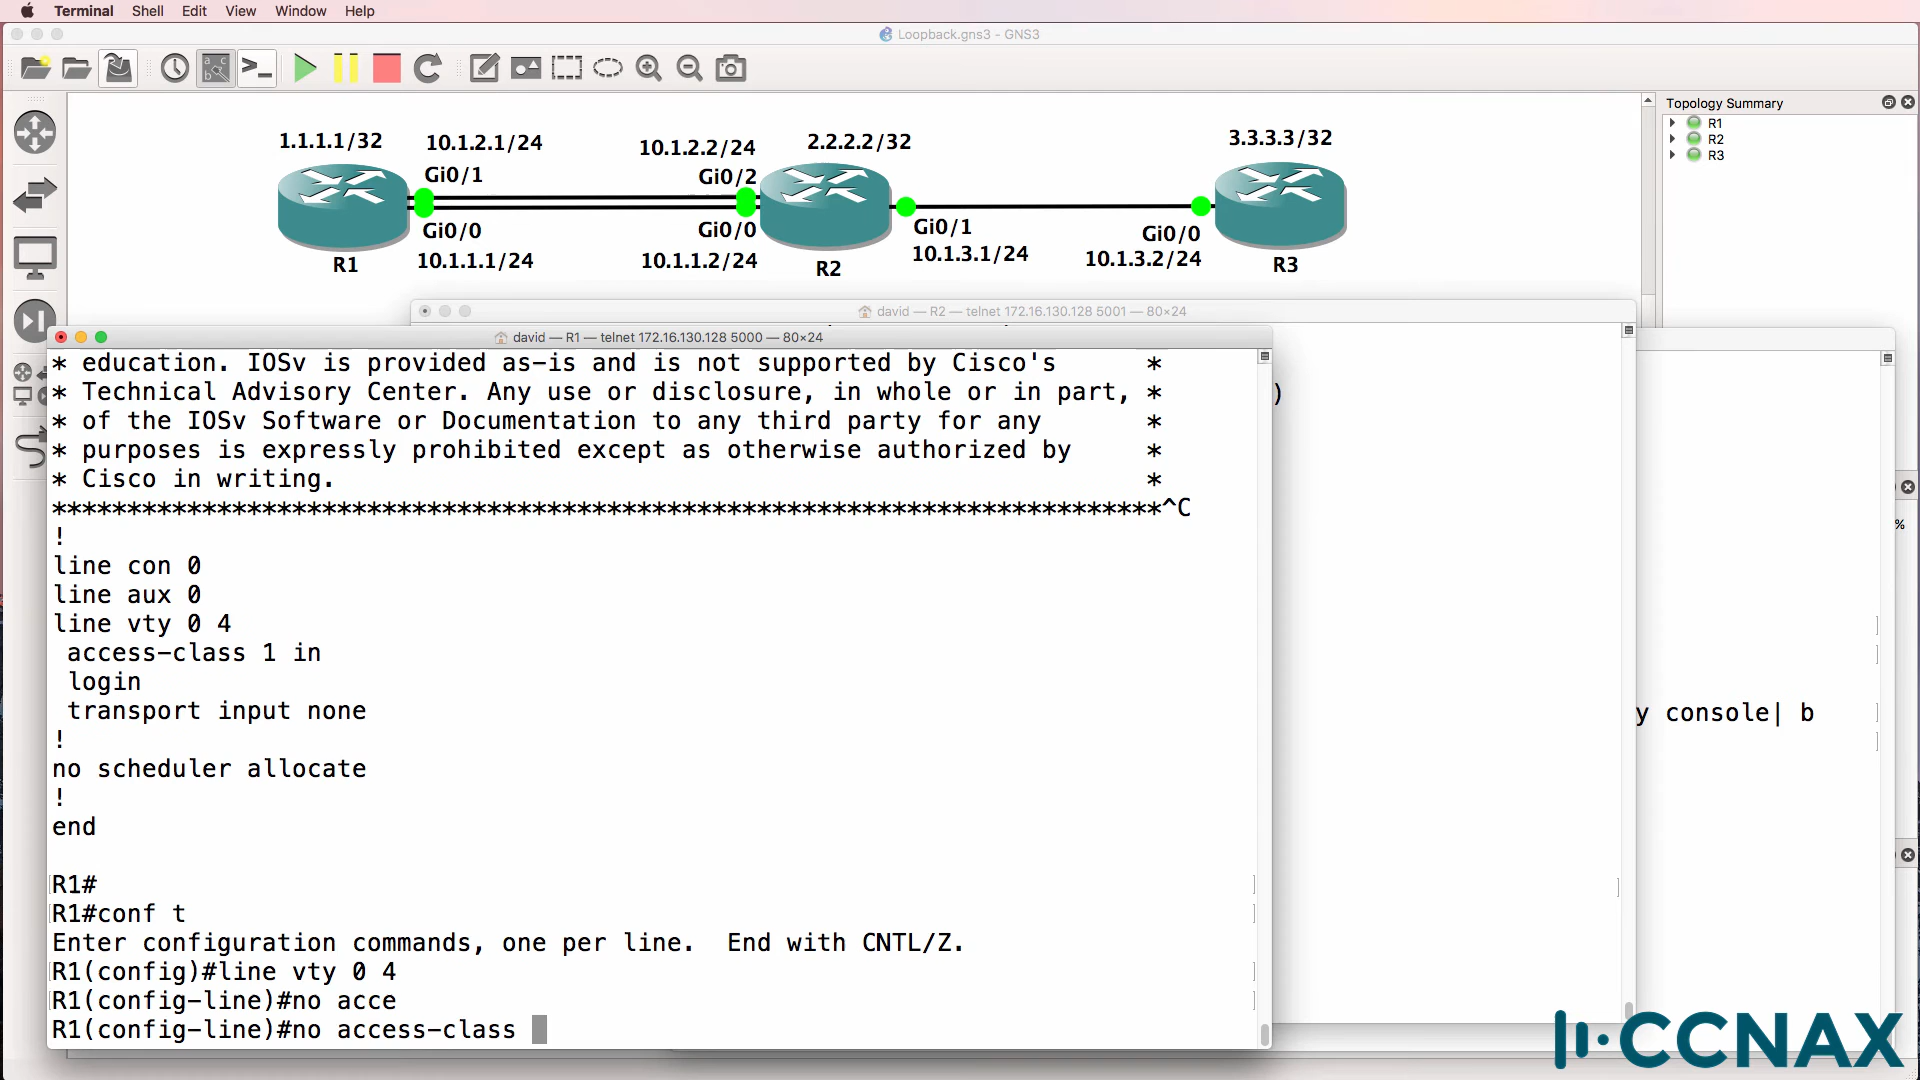 Terminal Shell Edit View Window Help
Loopback.gns3 - GNS3
Topology Summary
R1
R2
R3
1.1.1.1/32
10.1.2.1/24
10.1.2.2/24
2.2.2.2/32
3.3.3.3/32
Gi0/1
Gi0/2
Gi0/0
Gi0/0
Gi0/1
Gi0/0
10.1.1.1/24
10.1.1.2/24
10.1.3.1/24
10.1.3.2/24
R1
R2
R3
david — R2 — telnet 172.16.130.128 5001 — 80×24
david — R1 — telnet 172.16.130.128 5000 — 80×24
* education. IOSv is provided as-is and is not supported by Cisco's *
* Technical Advisory Center. Any use or disclosure, in whole or in part, *
* of the IOSv Software or Documentation to any third party for any *
* purposes is expressly prohibited except as otherwise authorized by *
* Cisco in writing. *
**************************************************************************^C
!
line con 0
line aux 0
line vty 0 4
access-class 1 in
login
transport input none
!
no scheduler allocate
!
end
R1#
R1#conf t
Enter configuration commands, one per line. End with CNTL/Z.
R1(config)#line vty 0 4
R1(config-line)#no acce
R1(config-line)#no access-class
)
y console| b
%
CCNAX